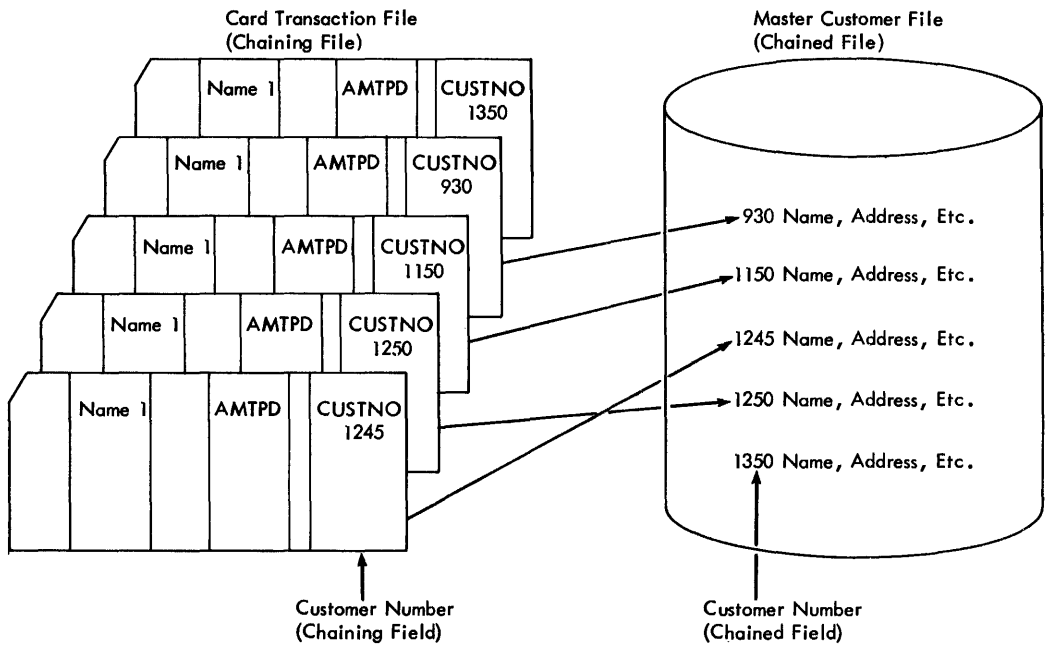 Card Transaction File
(Chaining File)
Master Customer File
(Chained File)
Name 1 AMTPD CUSTNO
1350
Name 1 AMTPD CUSTNO
930
Name 1 AMTPD CUSTNO
1150
Name 1 AMTPD CUSTNO
1250
Name 1 AMTPD CUSTNO
1245
930 Name, Address, Etc.
1150 Name, Address, Etc.
1245 Name, Address, Etc.
1250 Name, Address, Etc.
1350 Name, Address, Etc.
Customer Number
(Chaining Field)
Customer Number
(Chained Field)